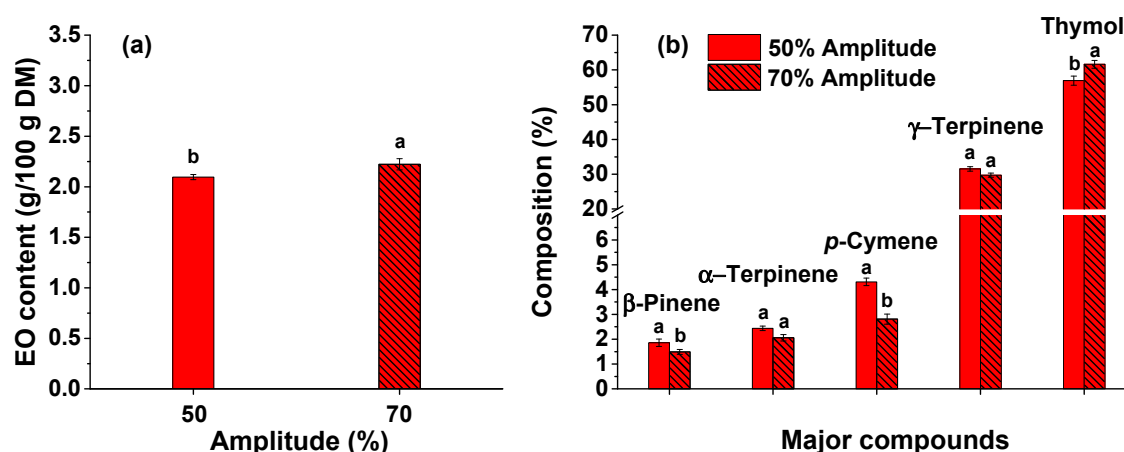 (a)
EO content (g/100 g DM)
3.5
3.0
2.5
2.0
1.5
1.0
0.5
0.0
b
a
50
70
Amplitude (%)
(b)
50% Amplitude
70% Amplitude
Composition (%)
70
60
50
40
30
20
6
5
4
3
2
1
0
β-Pinene
a
b
α–Terpinene
a
a
p-Cymene
a
b
γ–Terpinene
a
a
Thymol
b
a
Major compounds